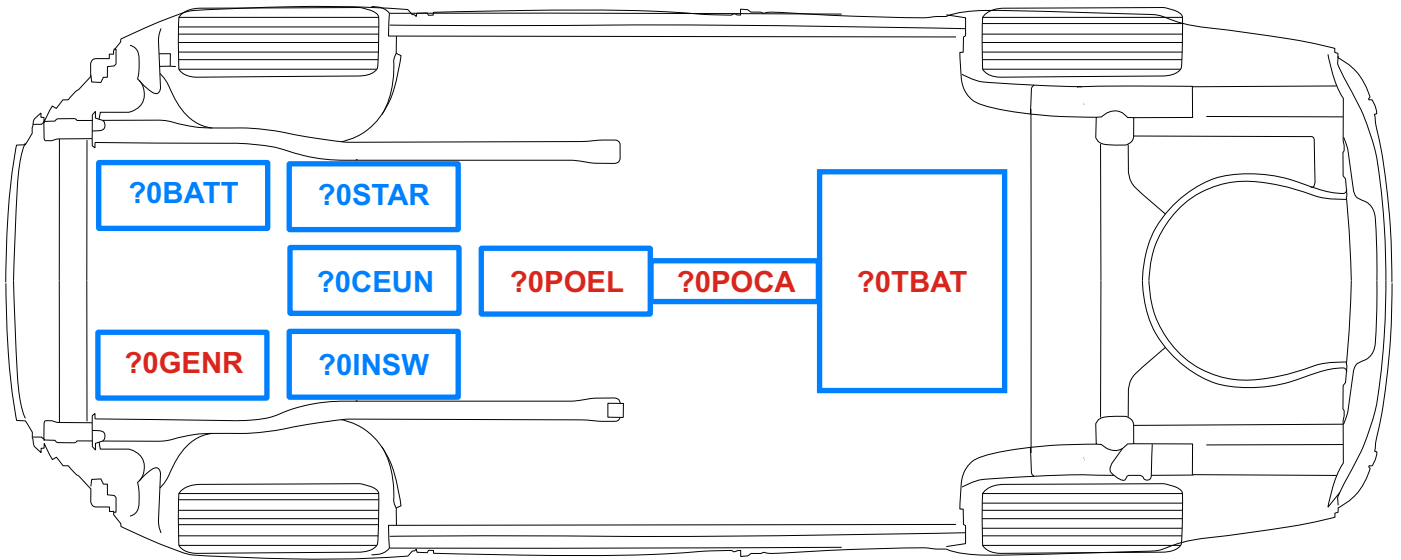 ?0BATT
?0STAR
?0CEUN
?0POEL
?0POCA
?0TBAT
?0GENR
?0INSW